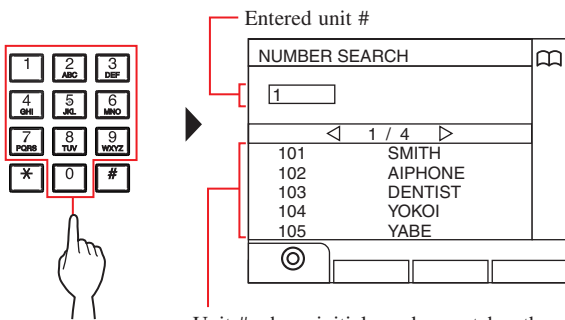 Entered unit #
NUMBER SEARCH
1
1 / 4
101 SMITH
102 AIPHONE
103 DENTIST
104 YOKOI
105 YABE
1 2 ABC 3 DEF
4 GHI 5 JKL 6 MNO
7 PQRS 8 TUV 9 WXYZ
* 0 #